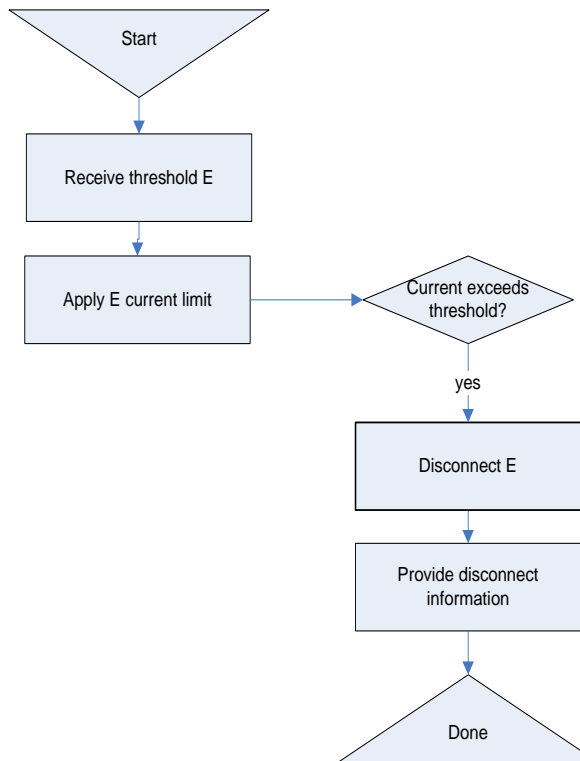 Start
Receive threshold E
Apply E current limit
Current exceeds
threshold?
yes
Disconnect E
Provide disconnect
information
Done